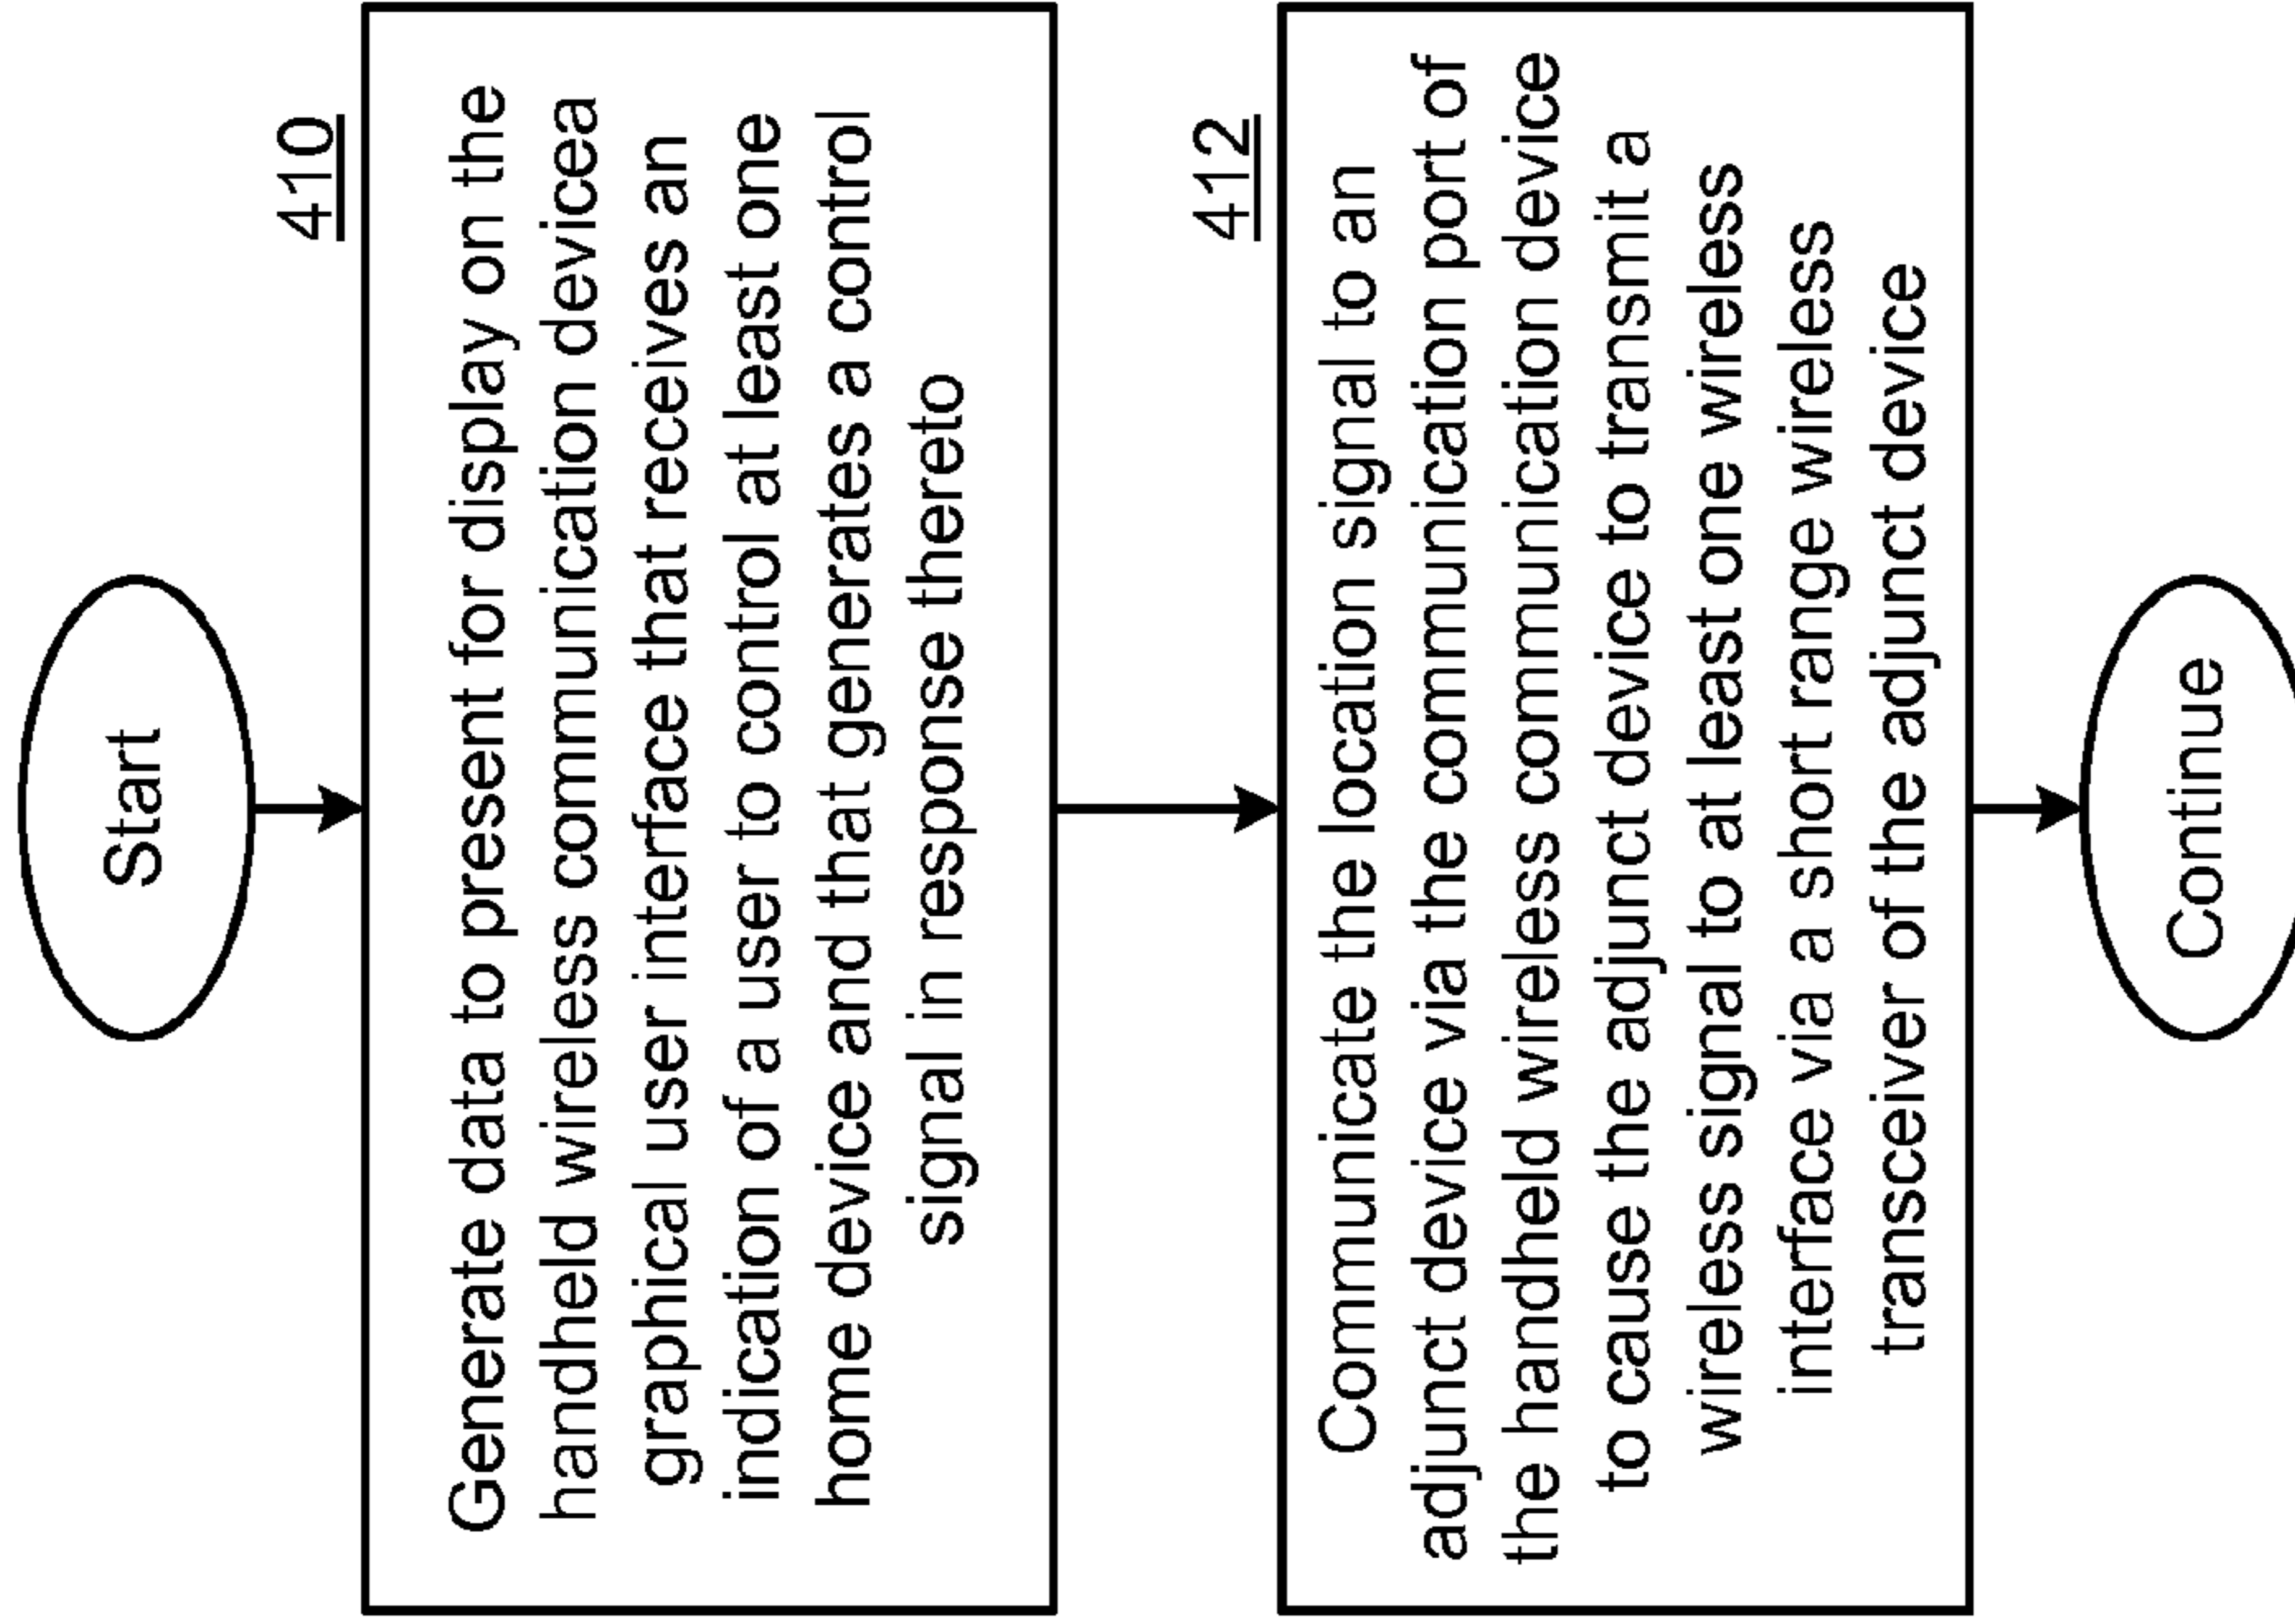 Start
410
Generate data to present for display on the
handheld wireless communication devicea
graphical user interface that receives an
indication of a user to control at least one
home device and that generates a control
signal in response thereto
412
Communicate the location signal to an
adjunct device via the communication port of
the handheld wireless communication device
to cause the adjunct device to transmit a
wireless signal to at least one wireless
interface via a short range wireless
transceiver of the adjunct device
Continue